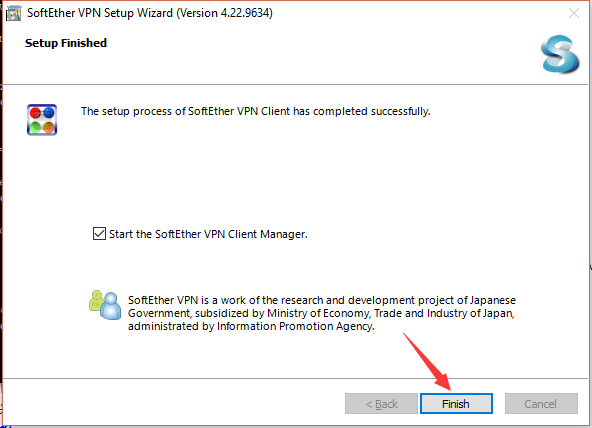 SoftEther VPN Setup Wizard (Version 4.22.9634)
Setup Finished
The setup process of SoftEther VPN Client has completed successfully.
Start the SoftEther VPN Client Manager.
SoftEther VPN is a work of the research and development project of Japanese
Government, subsidized by Ministry of Economy, Trade and Industry of Japan,
administrated by Information Promotion Agency.
< Back
Finish
Cancel